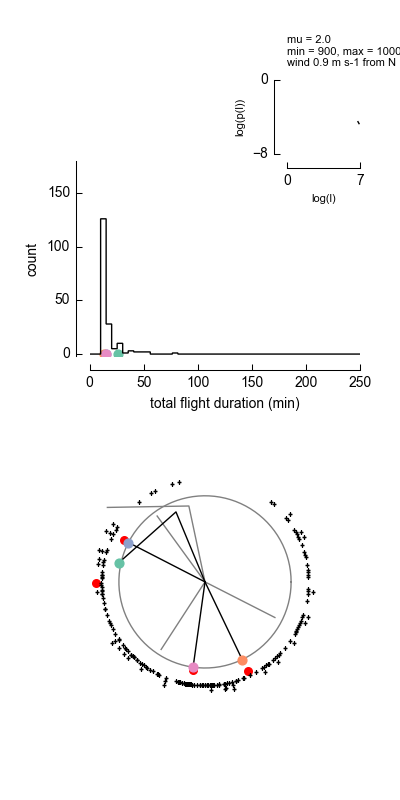 mu = 2.0
min = 900, max = 1000
wind 0.9 m s-1 from N
0
log(p(l))
−8
0 7
log(l)
150
100
50
0
count
0 50 100 150 200 250
total flight duration (min)